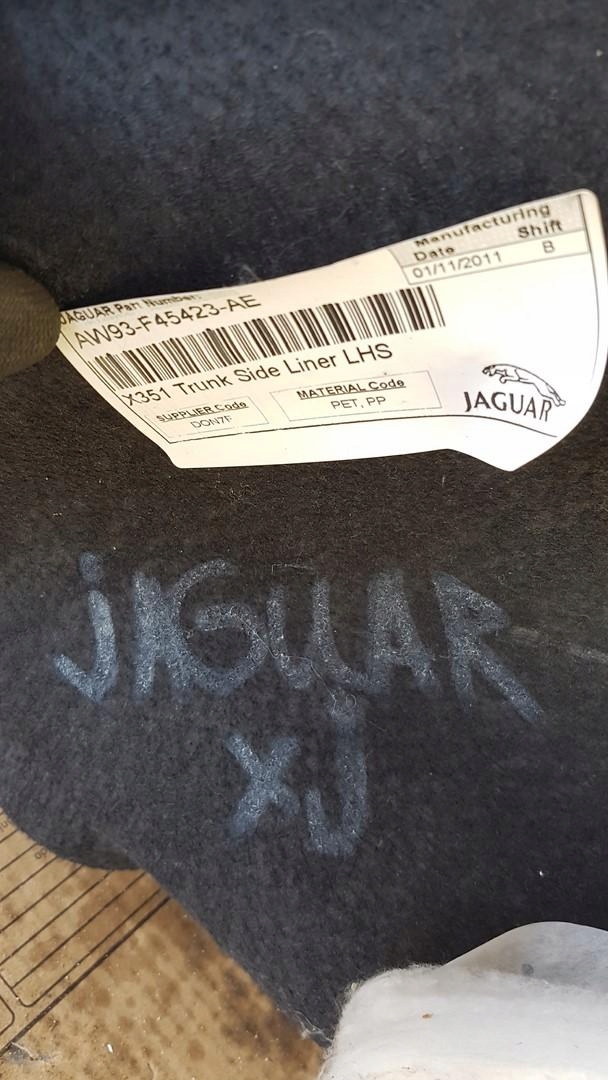 Manufacturing
Date Shift
01/11/2011 B
JAGUAR Part Number:
AW93-F45423-AE
X351 Trunk Side Liner LHS
SUPPLIER Code
DON7F
MATERIAL Code
PET, PP
JAGUAR
jAGUAR
XJ